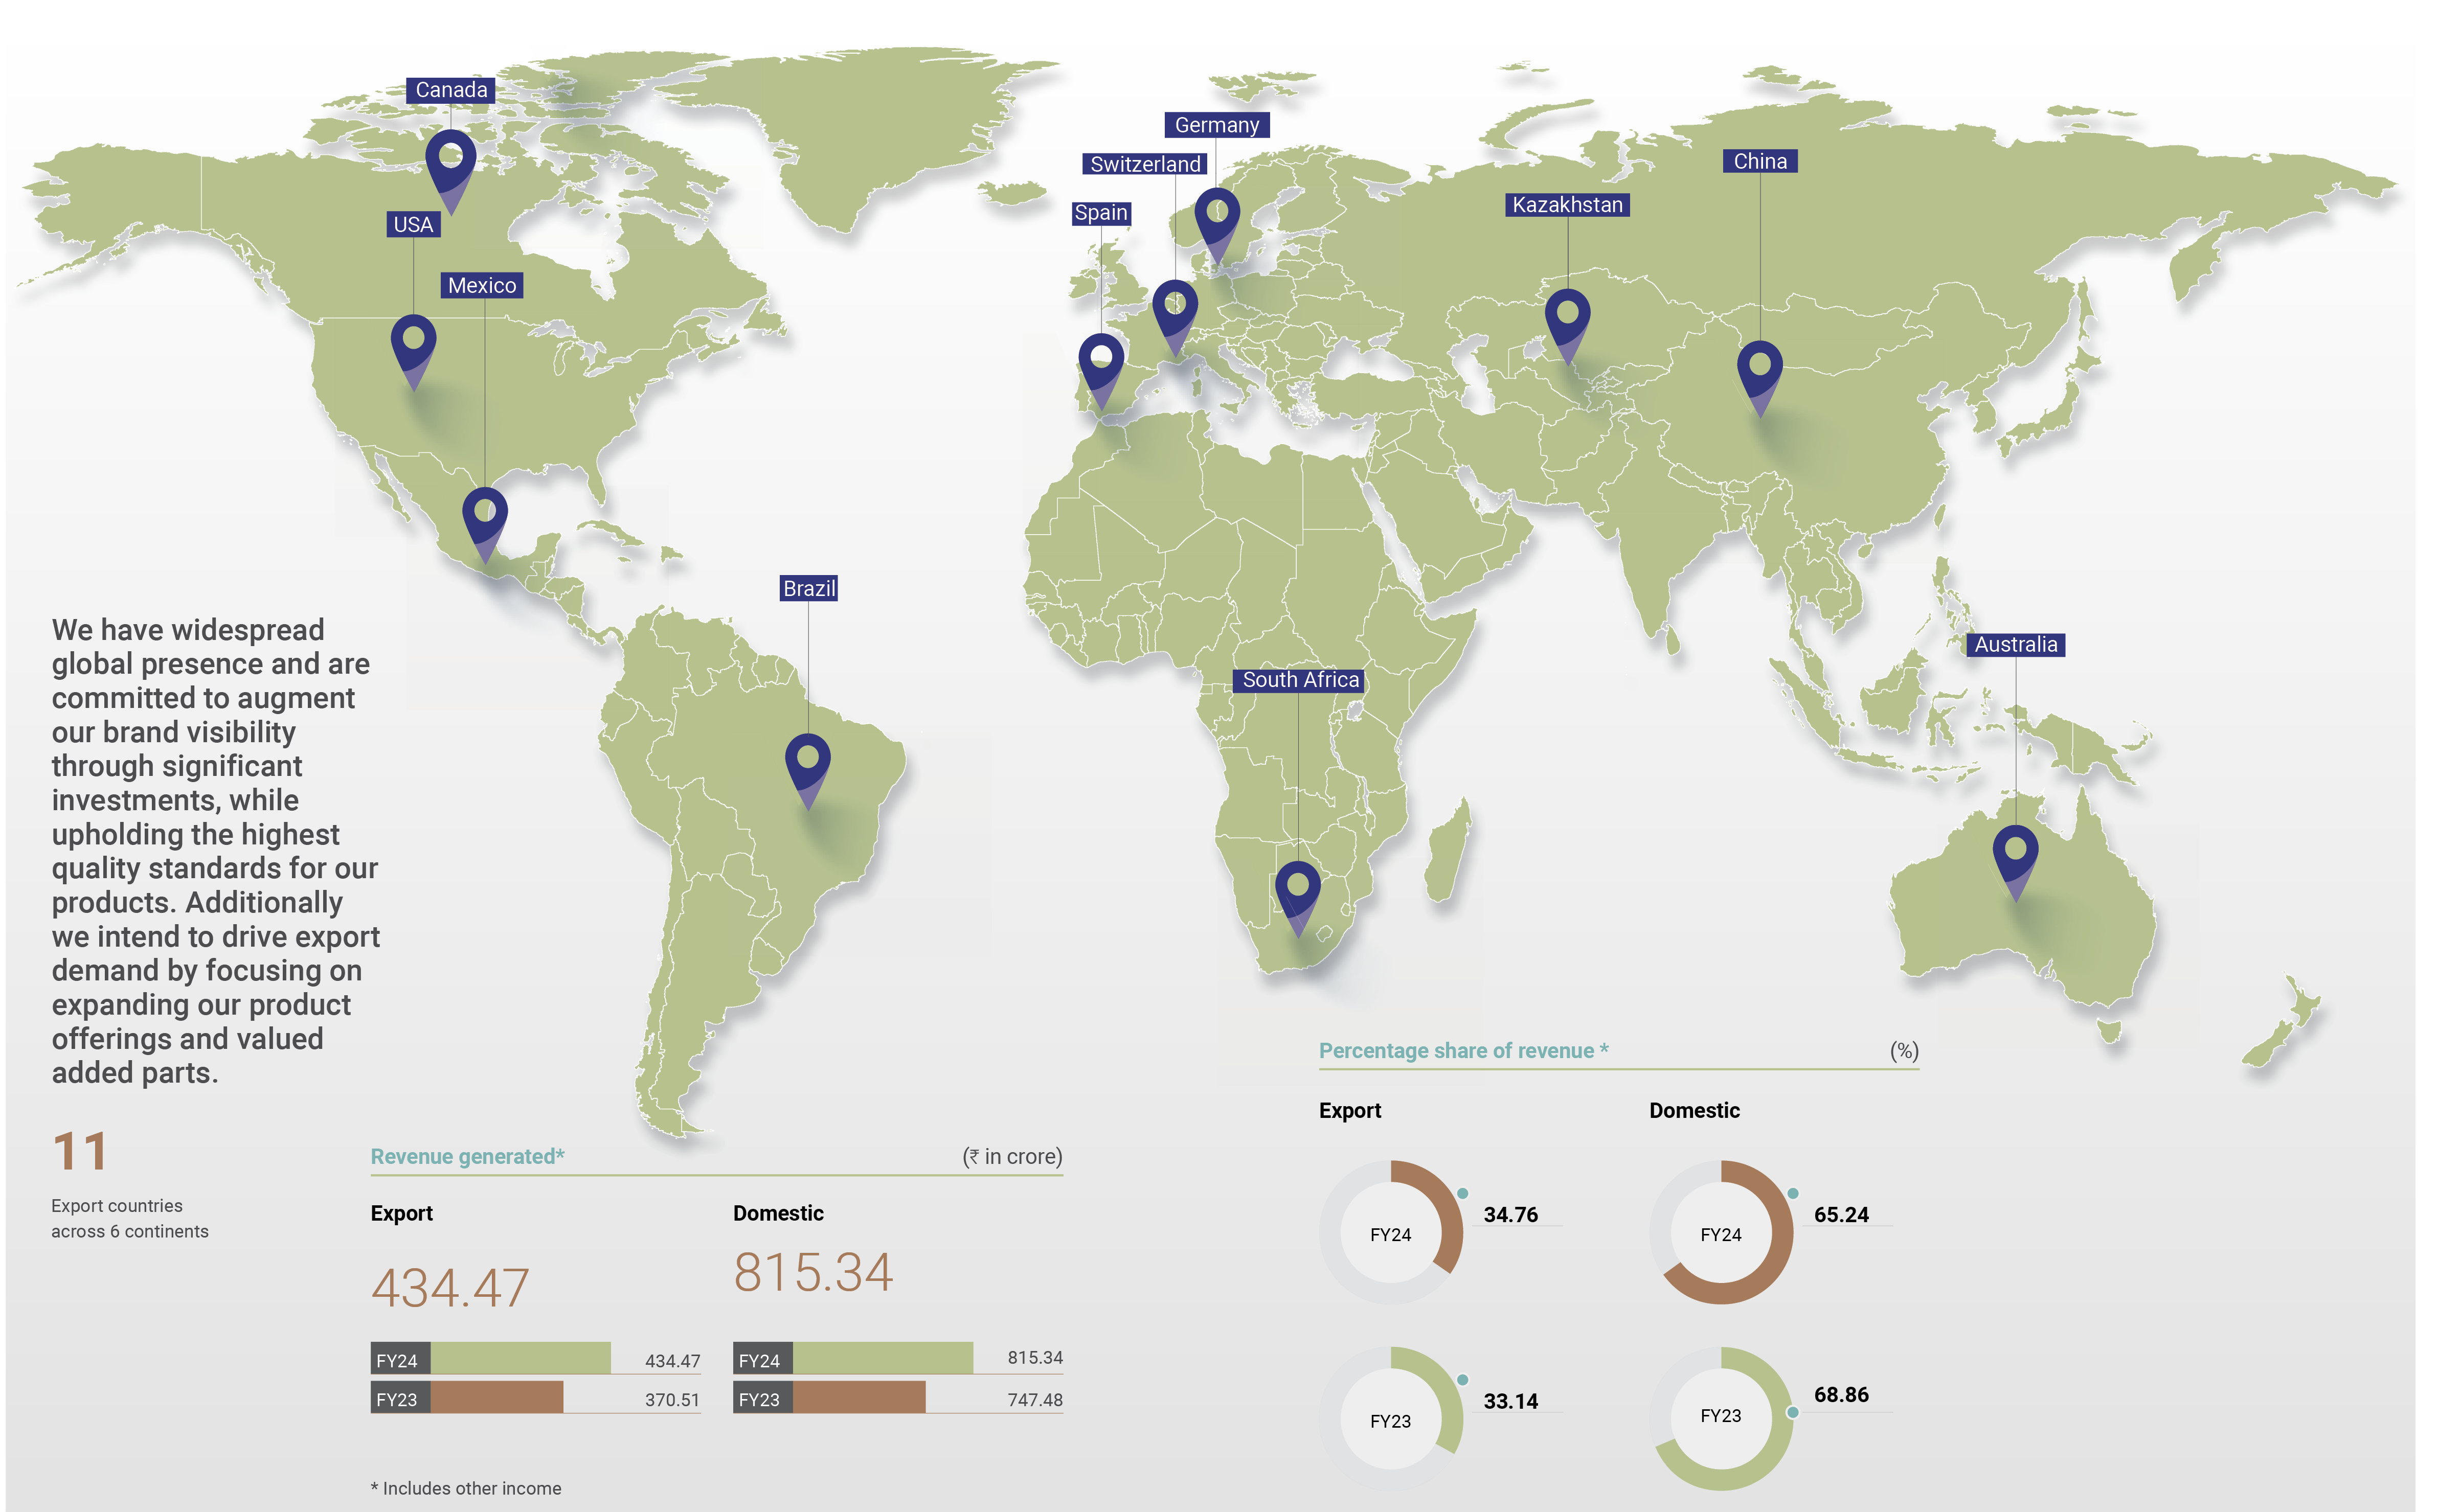 Canada
Germany
China
Switzerland
Kazakhstan
Spain
USA
Mexico
Brazil
Australia
South Africa
We have widespread
global presence and are
committed to augment
our brand visibility
through significant
investments, while
upholding the highest
quality standards for our
products. Additionally
we intend to drive export
demand by focusing on
expanding our product
offerings and valued
added parts.
11
Export countries
across 6 continents
Revenue generated* (₹ in crore)
Export
434.47
FY24 434.47
FY23 370.51
Domestic
815.34
FY24 815.34
FY23 747.48
* Includes other income
Percentage share of revenue * (%)
Export
FY24 34.76
FY23 33.14
Domestic
FY24 65.24
FY23 68.86